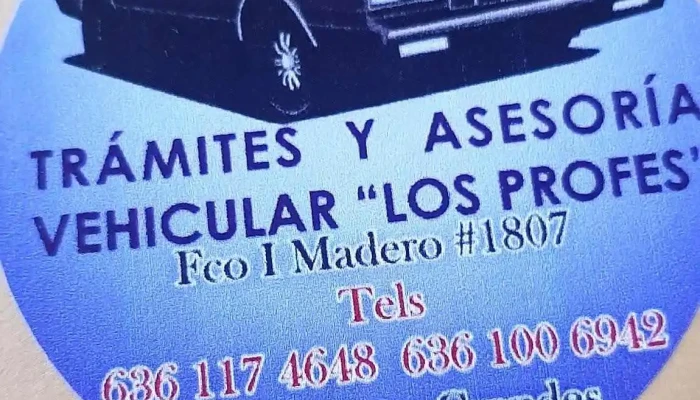 TRÁMITES Y ASESORÍA
VEHICULAR "LOS PROFES"
Fco I Madero #1807
Tels
636 117 4648 636 100 6942